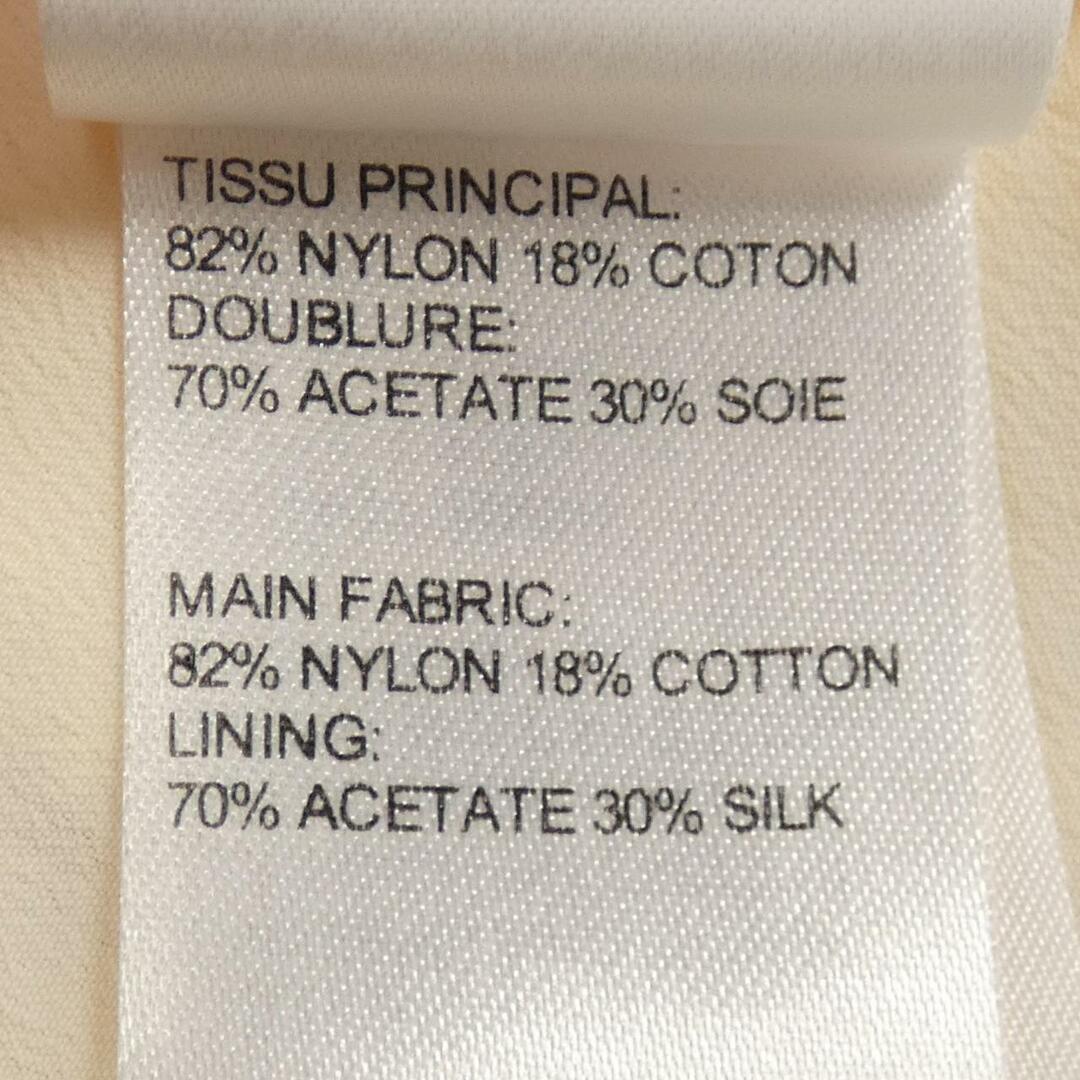 TISSU PRINCIPAL:
82% NYLON 18% COTON
DOUBLURE:
70% ACETATE 30% SOIE
MAIN FABRIC:
82% NYLON 18% COTTON
LINING:
70% ACETATE 30% SILK